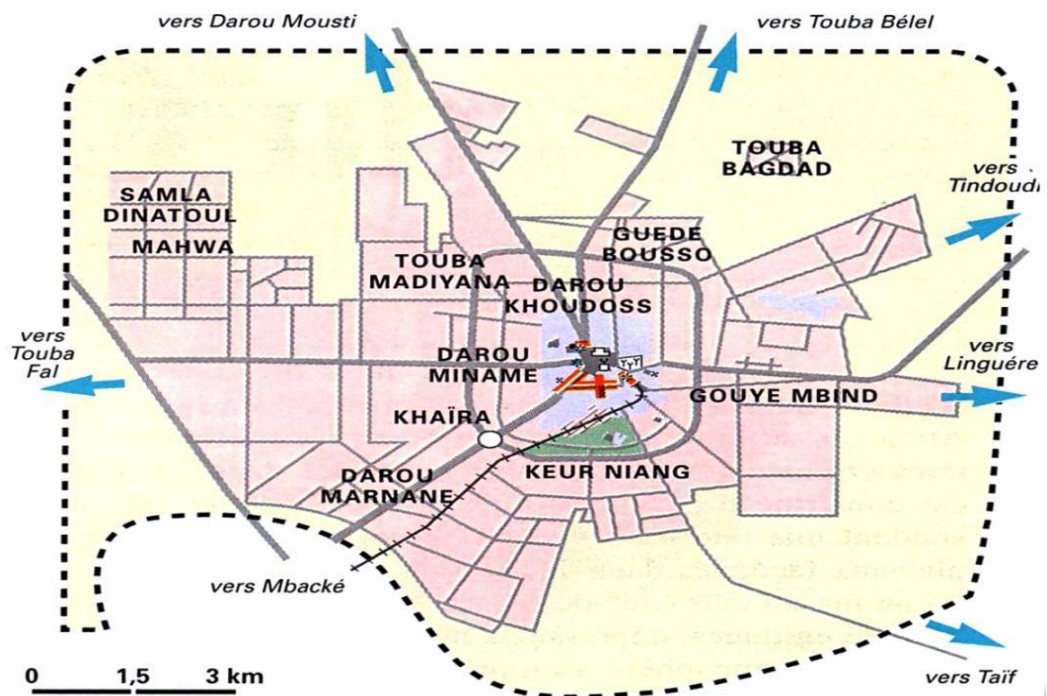 vers Darou Mousti
vers Touba Bélel
TOUBA
BAGDAD
vers
Tindoudi
SAMLA
DINATOUL
MAHWA
GUEDE
BOUSSO
TOUBA
MADIYANA
DAROU
KHOUDOSS
vers
Touba
Fal
DAROU
MINAME
vers
Linguére
GOUYE MBIND
KHAÏRA
DAROU
MARNANE
KEUR NIANG
vers Mbacké
vers Taïf
0 1,5 3 km